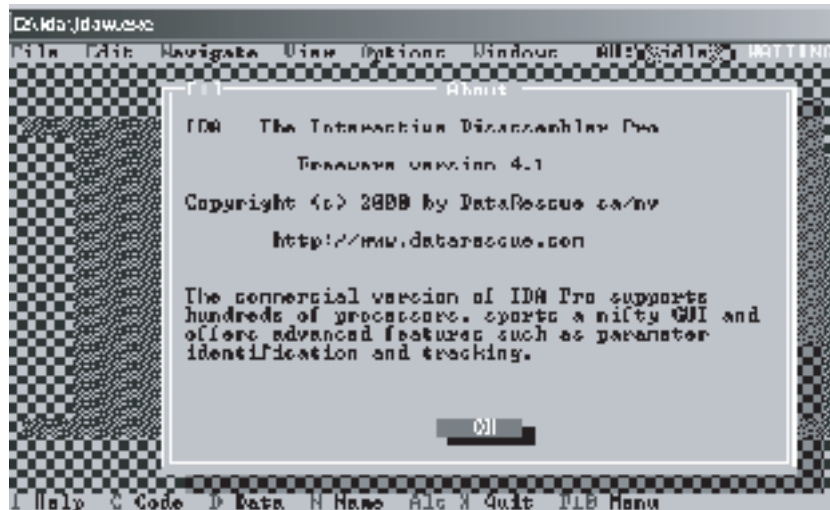 File Edit Navigate View Options Windows
About
IDA The Interactive Disassembler Pro
Freeware version 4.1
Copyright (c) 2000 by DataRescue sa/nv
http://www.datarescue.com
The commercial version of IDA Pro supports
hundreds of processors, sports a nifty GUI and
offers advanced features such as parameter
identification and tracking.
OK
Help C Code D Data N Name Alt X Quit F10 Menu